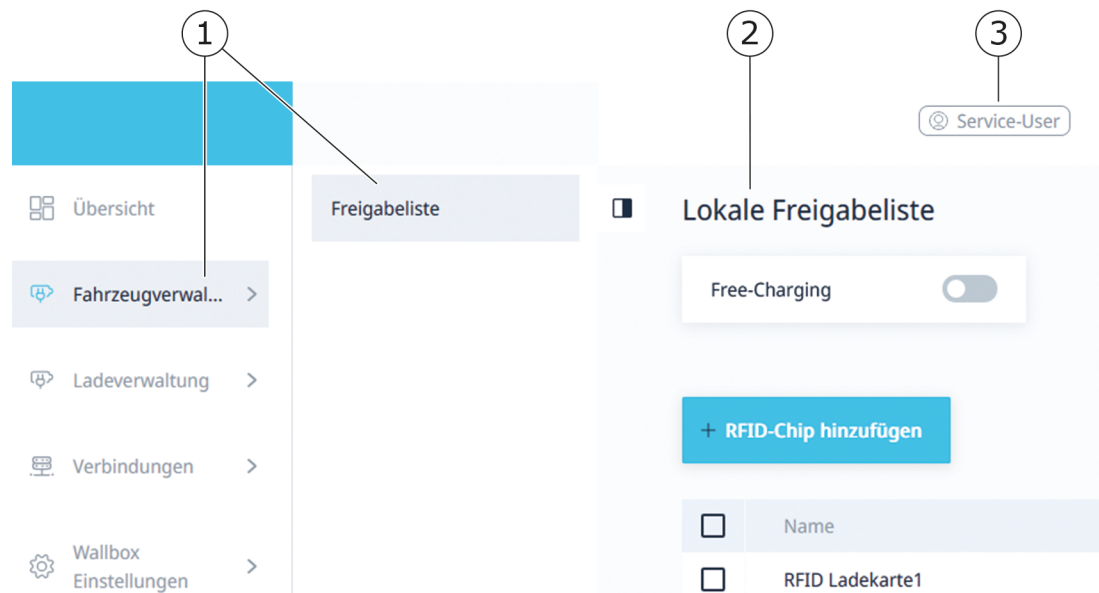 1
2
3
Service-User
Übersicht
Fahrzeugverwal...
Ladeverwaltung
Verbindungen
Wallbox
Einstellungen
Freigabeliste
Lokale Freigabeliste
Free-Charging
+ RFID-Chip hinzufügen
Name
RFID Ladekarte1